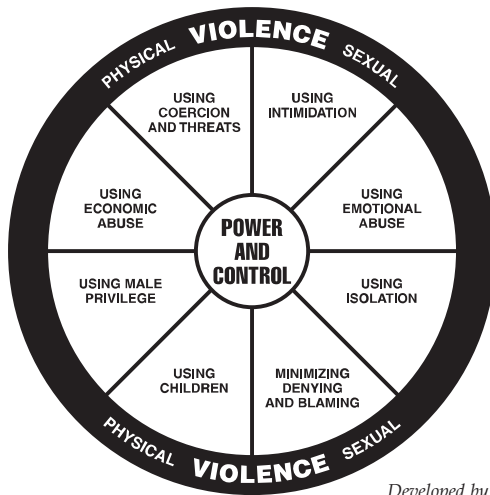 PHYSICAL VIOLENCE SEXUAL
USING
COERCION
AND THREATS
USING
INTIMIDATION
USING
ECONOMIC
ABUSE
USING
EMOTIONAL
ABUSE
POWER
AND
CONTROL
USING MALE
PRIVILEGE
USING
ISOLATION
USING
CHILDREN
MINIMIZING
DENYING
AND BLAMING
PHYSICAL VIOLENCE SEXUAL
Developed by